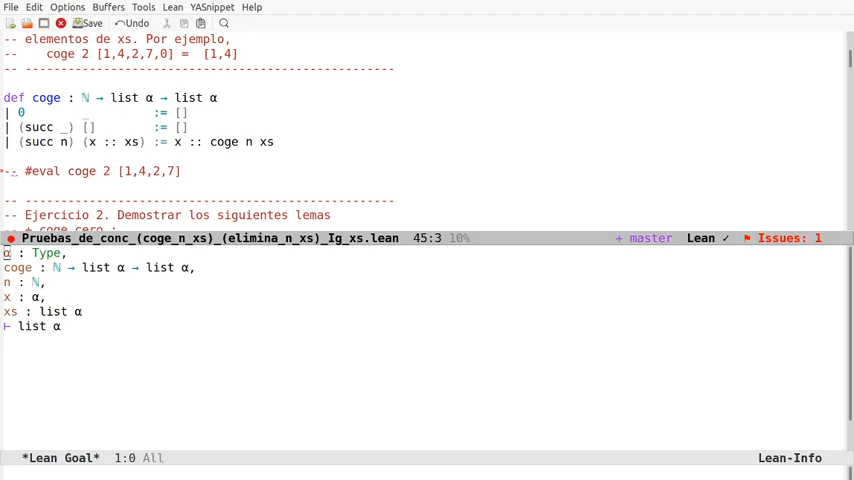 File Edit Options Buffers Tools Lean YASnippet Help
Save Undo
-- elementos de xs. Por ejemplo,
--    coge 2 [1,4,2,7,0] =  [1,4]
-- ----------------------------------------------------
def coge : ℕ → list α → list α
| 0        _         := []
| (succ _) []        := []
| (succ n) (x :: xs) := x :: coge n xs
-- #eval coge 2 [1,4,2,7]
-- ----------------------------------------------------
-- Ejercicio 2. Demostrar los siguientes lemas
-- + coge_cero :
Pruebas_de_conc_(coge_n_xs)_(elimina_n_xs)_Ig_xs.lean 45:3 10% + master Lean ✓ Issues: 1
α : Type,
coge : ℕ → list α → list α,
n : ℕ,
x : α,
xs : list α
⊢ list α
*Lean Goal* 1:0 All Lean-Info